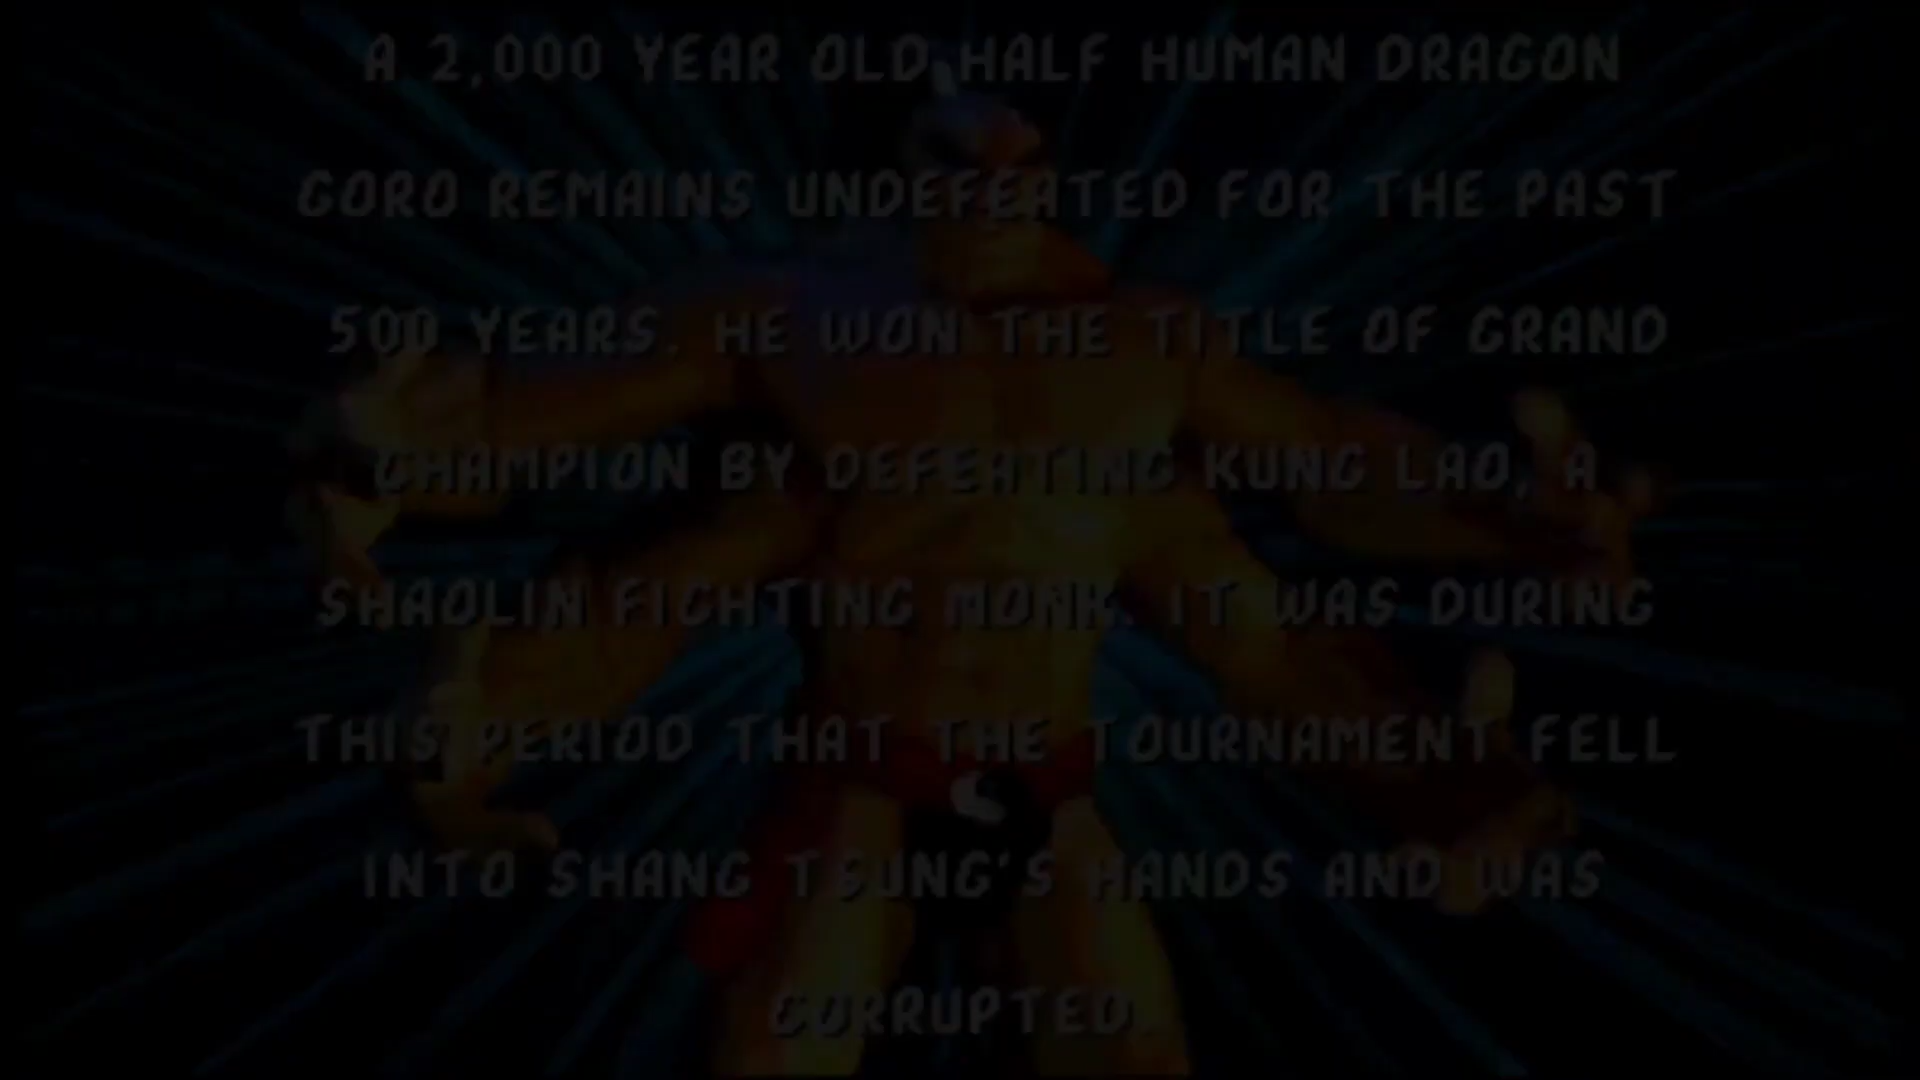 A 2,000 YEAR OLD HALF HUMAN DRAGON
GORO REMAINS UNDEFEATED FOR THE PAST
500 YEARS. HE WON THE TITLE OF GRAND
CHAMPION BY DEFEATING KUNG LAO, A
SHAOLIN FIGHTING MONK. IT WAS DURING
THIS PERIOD THAT THE TOURNAMENT FELL
INTO SHANG TSUNG'S HANDS AND WAS
CORRUPTED.